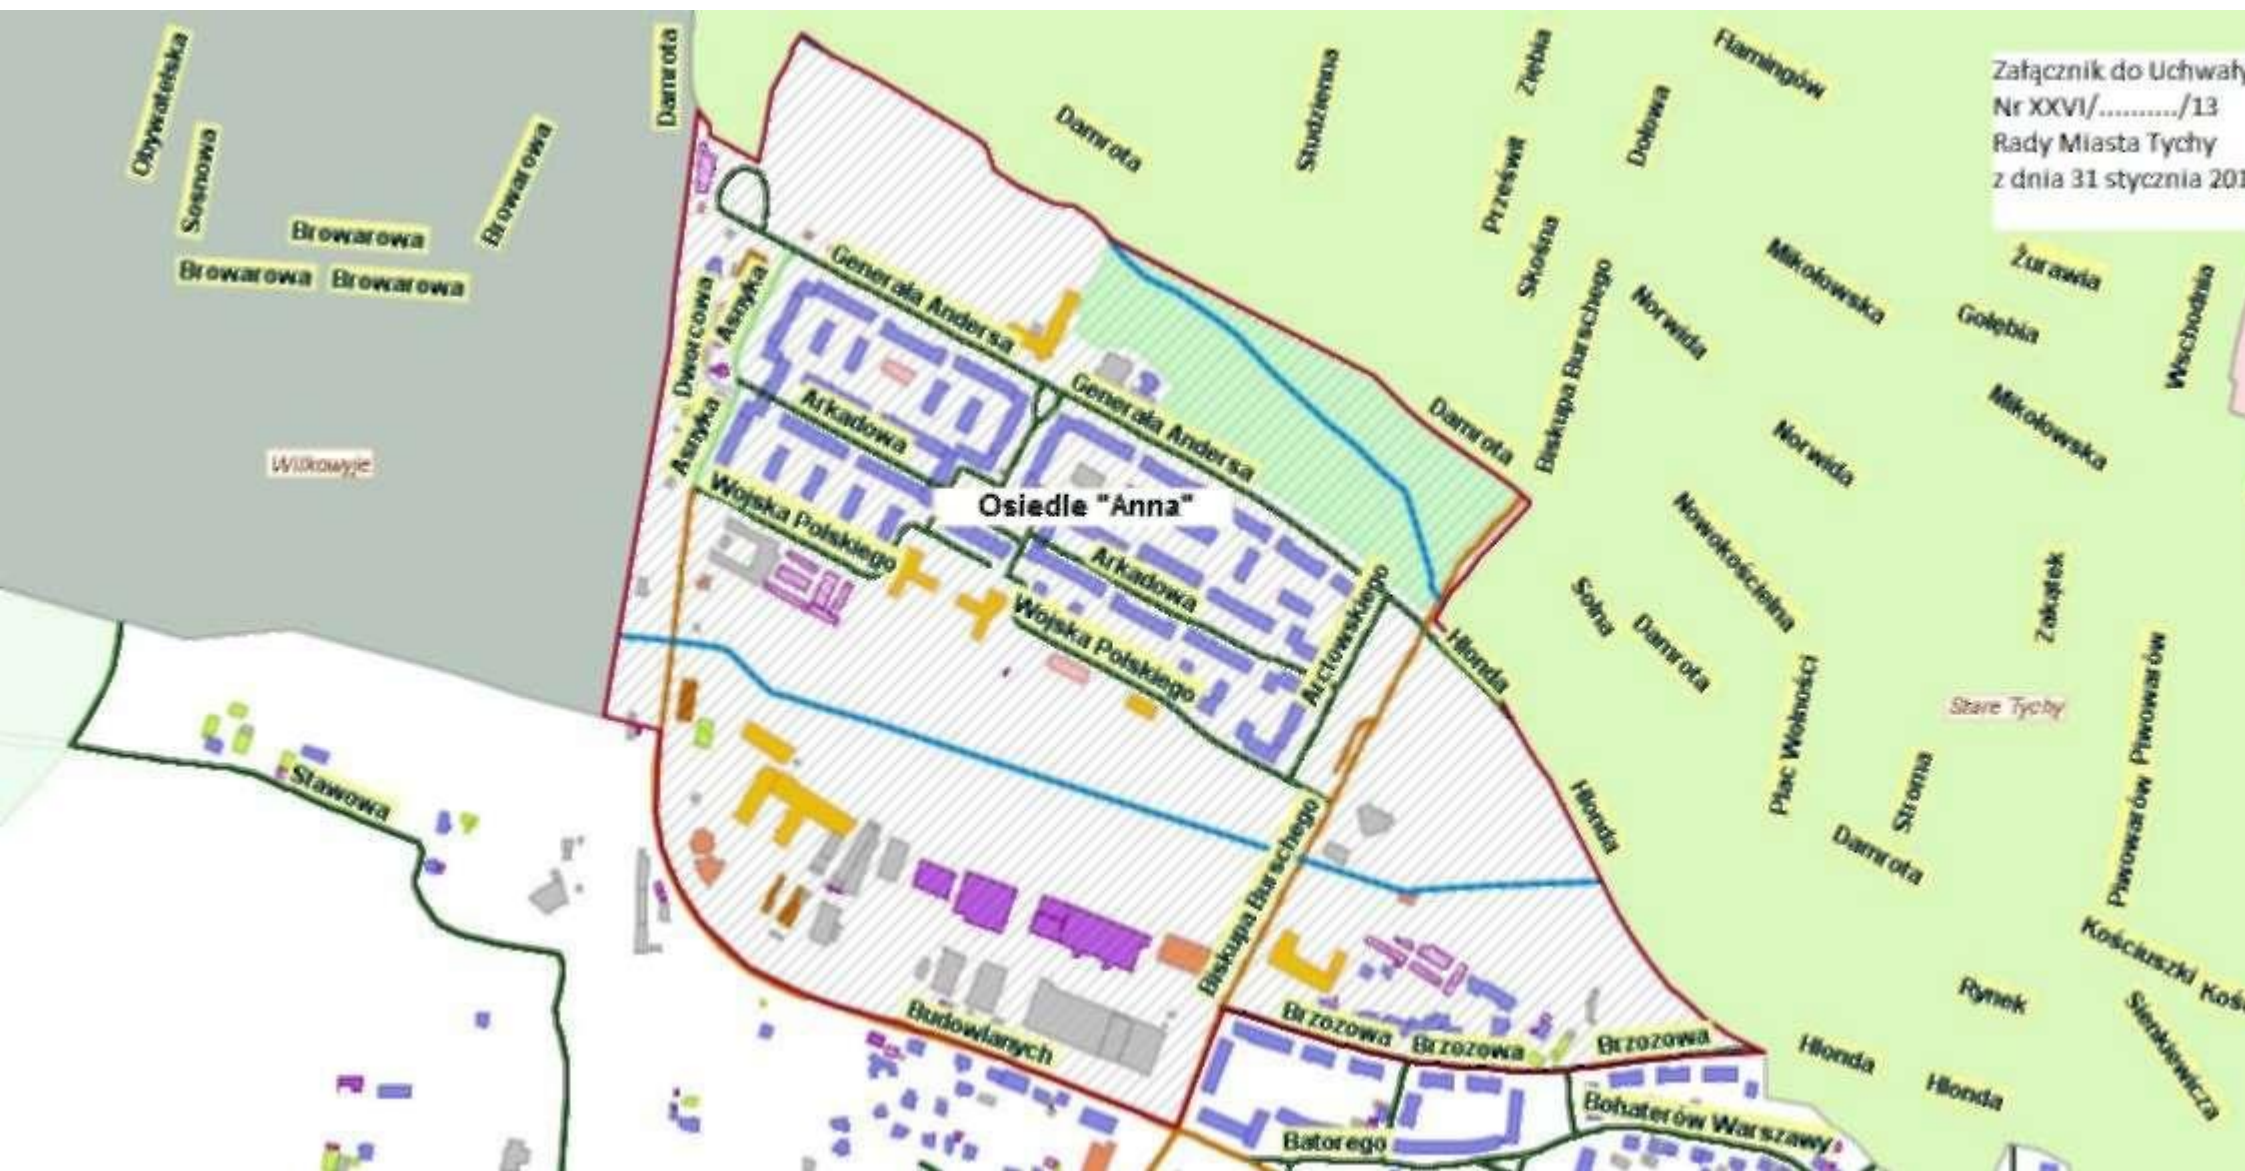 Obywatelska
Sosnowa
Browarowa
Browarowa
Browarowa
Browarowa
Damrota
Damrota
Studzienna
Zębia
Prześwit
Dołowa
Flamingów
Załącznik do Uchwały
Nr XXVI/........../13
Rady Miasta Tychy
z dnia 31 stycznia 201
Skośna
Biskupa Burschego
Norwida
Mikołowska
Żurawia
Gołębia
Wschodnia
Generała Andersa
Dworcowa
Asnyka
Asnyka
Arkadowa
Generała Andersa
Damrota
Norwida
Mikołowska
Wilkowyje
Wojska Polskiego
Osiedle "Anna"
Arkadowa
Wojska Polskiego
Arctowskiego
Hlonda
Nowokościelna
Solna
Damrota
Zakątek
Stare Tychy
Plac Wolności
Stroma
Piwowarów
Piwowarów
Hlonda
Damrota
Stawowa
Biskupa Burschego
Kościuszki
Rynek
Sienkiewicza
Budowlanych
Brzozowa
Brzozowa
Brzozowa
Hlonda
Hlonda
Bohaterów Warszawy
Batorego